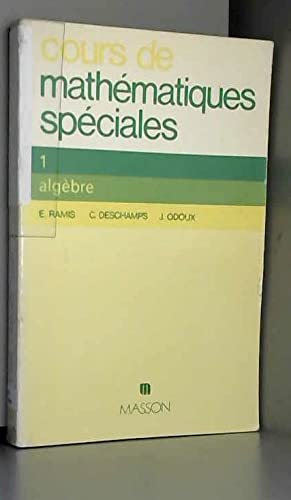 cours de
mathématiques
spéciales
1
algèbre
E. RAMIS C. DESCHAMPS J. ODOUX
m
MASSON